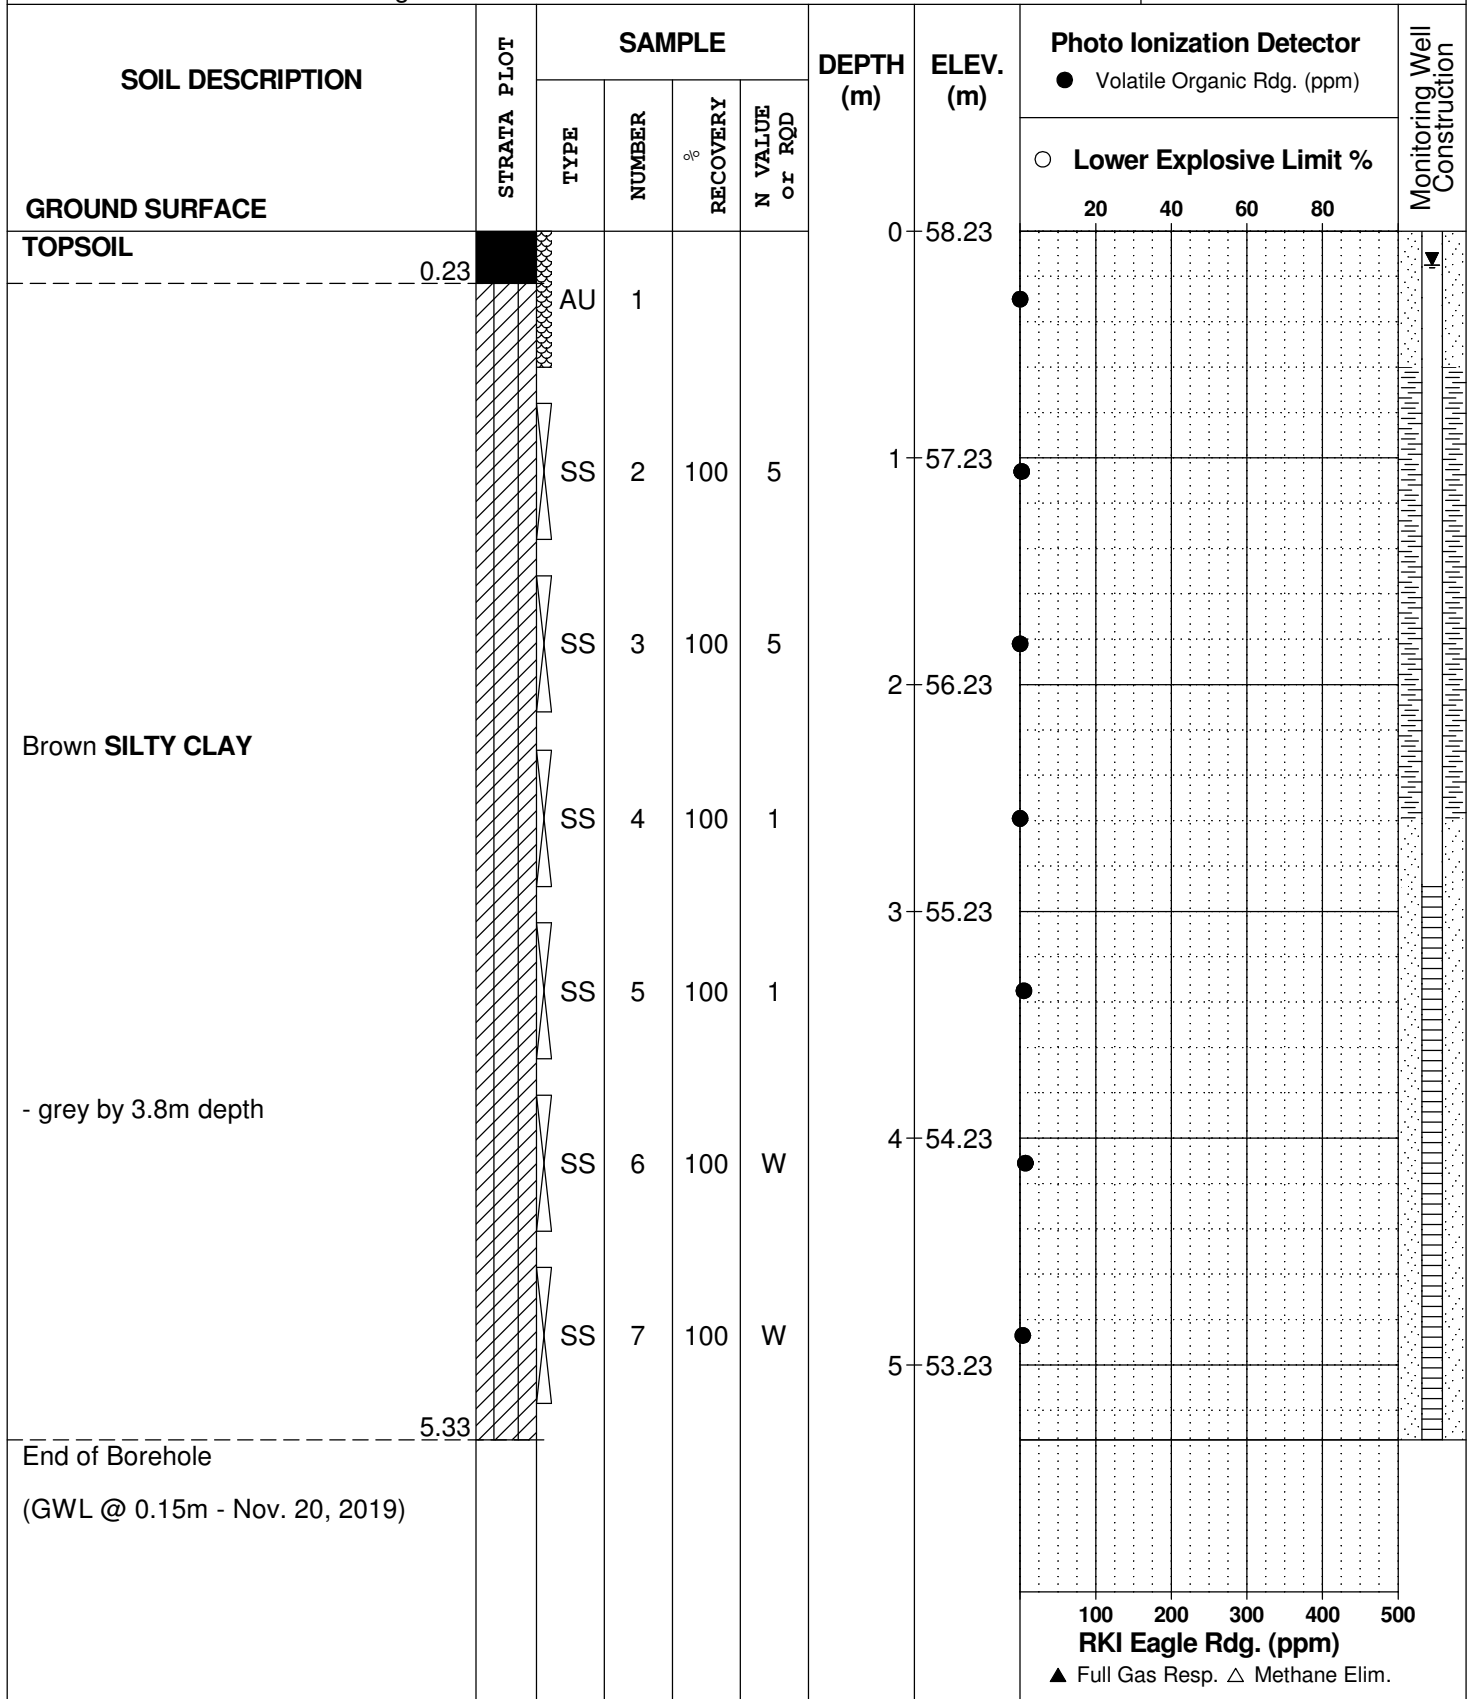 SOIL DESCRIPTION
GROUND SURFACE
STRATA PLOT
SAMPLE
TYPE
NUMBER
%
RECOVERY
N VALUE
or RQD
DEPTH
(m)
ELEV.
(m)
Photo Ionization Detector
● Volatile Organic Rdg. (ppm)
○ Lower Explosive Limit %
20 40 60 80
Monitoring Well
Construction
0 58.23
TOPSOIL
0.23
AU 1
1 57.23
SS 2 100 5
SS 3 100 5
2 56.23
Brown SILTY CLAY
SS 4 100 1
3 55.23
SS 5 100 1
- grey by 3.8m depth
4 54.23
SS 6 100 W
SS 7 100 W
5 53.23
5.33
End of Borehole
(GWL @ 0.15m - Nov. 20, 2019)
100 200 300 400 500
RKI Eagle Rdg. (ppm)
▲ Full Gas Resp. △ Methane Elim.